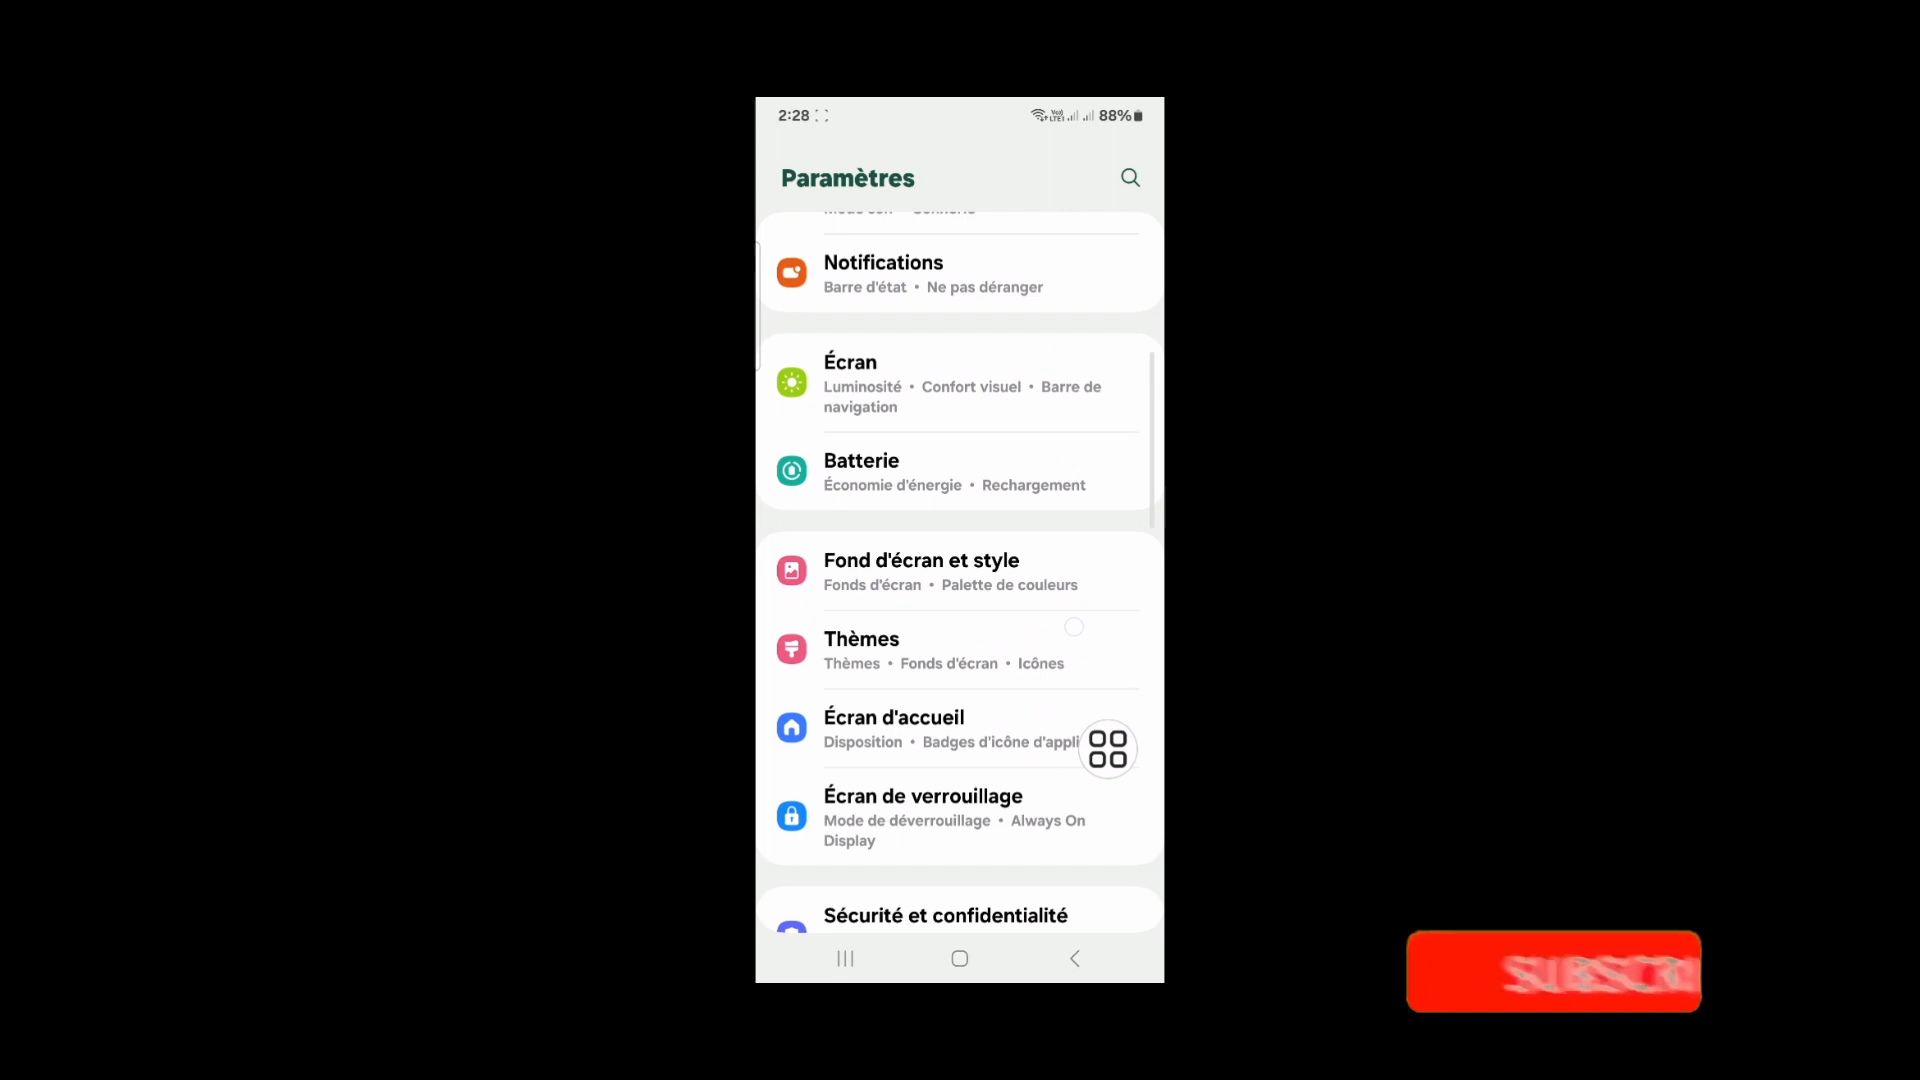 2:28
88%
Paramètres
Notifications
Barre d'état • Ne pas déranger
Écran
Luminosité • Confort visuel • Barre de
navigation
Batterie
Économie d'énergie • Rechargement
Fond d'écran et style
Fonds d'écran • Palette de couleurs
Thèmes
Thèmes • Fonds d'écran • Icônes
Écran d'accueil
Disposition • Badges d'icône d'appli
Écran de verrouillage
Mode de déverrouillage • Always On
Display
Sécurité et confidentialité